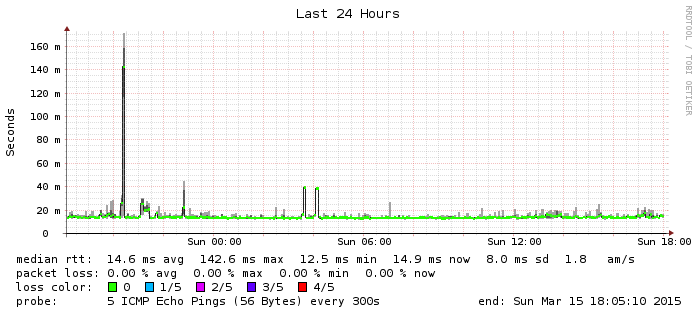 Last 24 Hours
RRDTOOL / TOBI OETIKER
Seconds
160 m
140 m
120 m
100 m
80 m
60 m
40 m
20 m
0
Sun 00:00 Sun 06:00 Sun 12:00 Sun 18:00
median rtt: 14.6 ms avg 142.6 ms max 12.5 ms min 14.9 ms now 8.0 ms sd 1.8 am/s
packet loss: 0.00 % avg 0.00 % max 0.00 % min 0.00 % now
loss color: 0 1/5 2/5 3/5 4/5
probe: 5 ICMP Echo Pings (56 Bytes) every 300s end: Sun Mar 15 18:05:10 2015